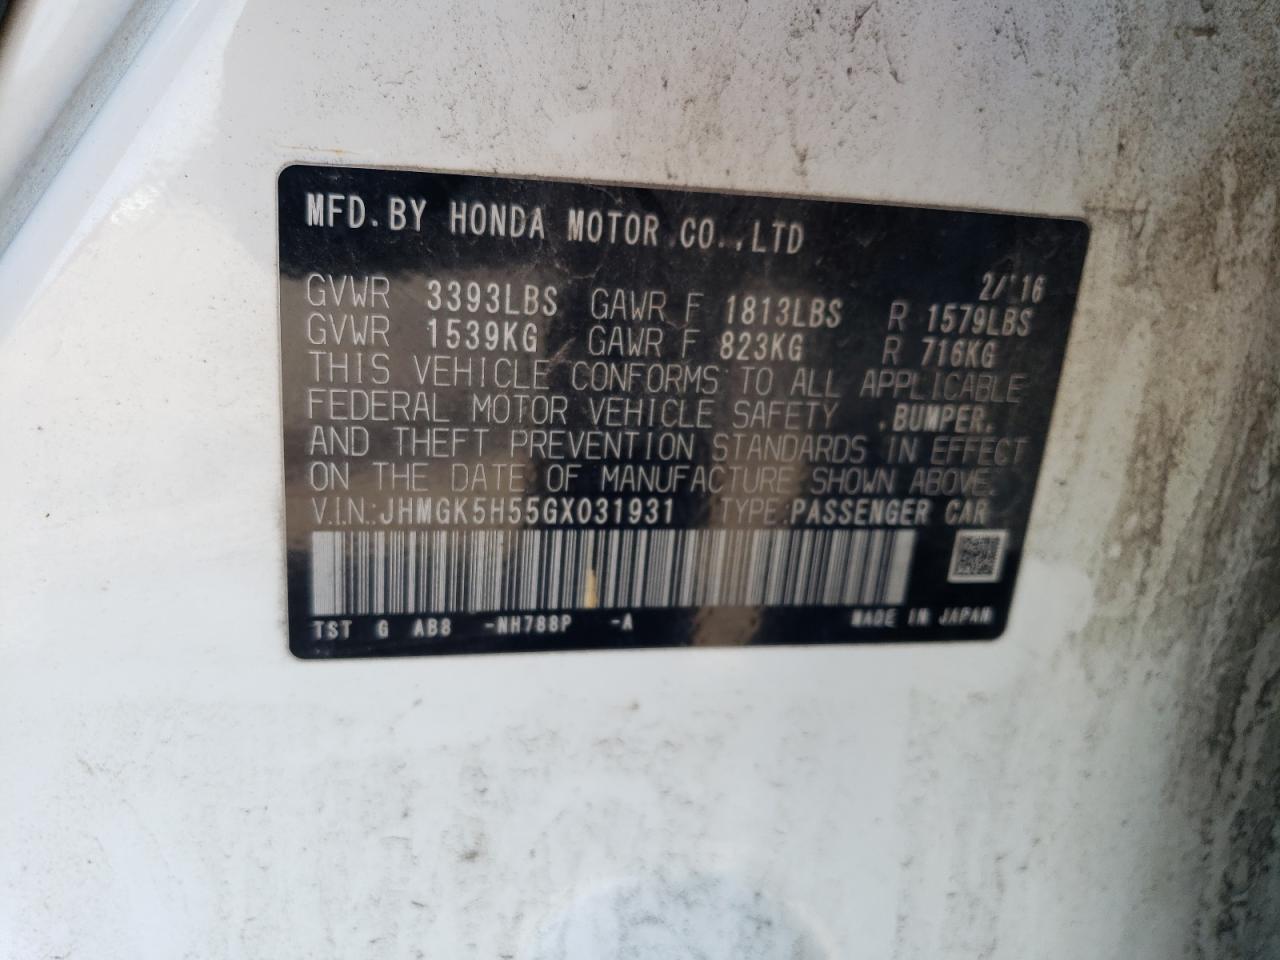 MFD. BY HONDA MOTOR CO.,LTD
2/'16
GVWR 3393LBS GAWR F 1813LBS R 1579LBS
GVWR 1539KG GAWR F 823KG R 716KG
THIS VEHICLE CONFORMS TO ALL APPLICABLE
FEDERAL MOTOR VEHICLE SAFETY ,BUMPER,
AND THEFT PREVENTION STANDARDS IN EFFECT
ON THE DATE OF MANUFACTURE SHOWN ABOVE.
V.I.N.:JHMGK5H55GX031931 TYPE:PASSENGER CAR
TST G AB8 -NH788P -A MADE IN JAPAN